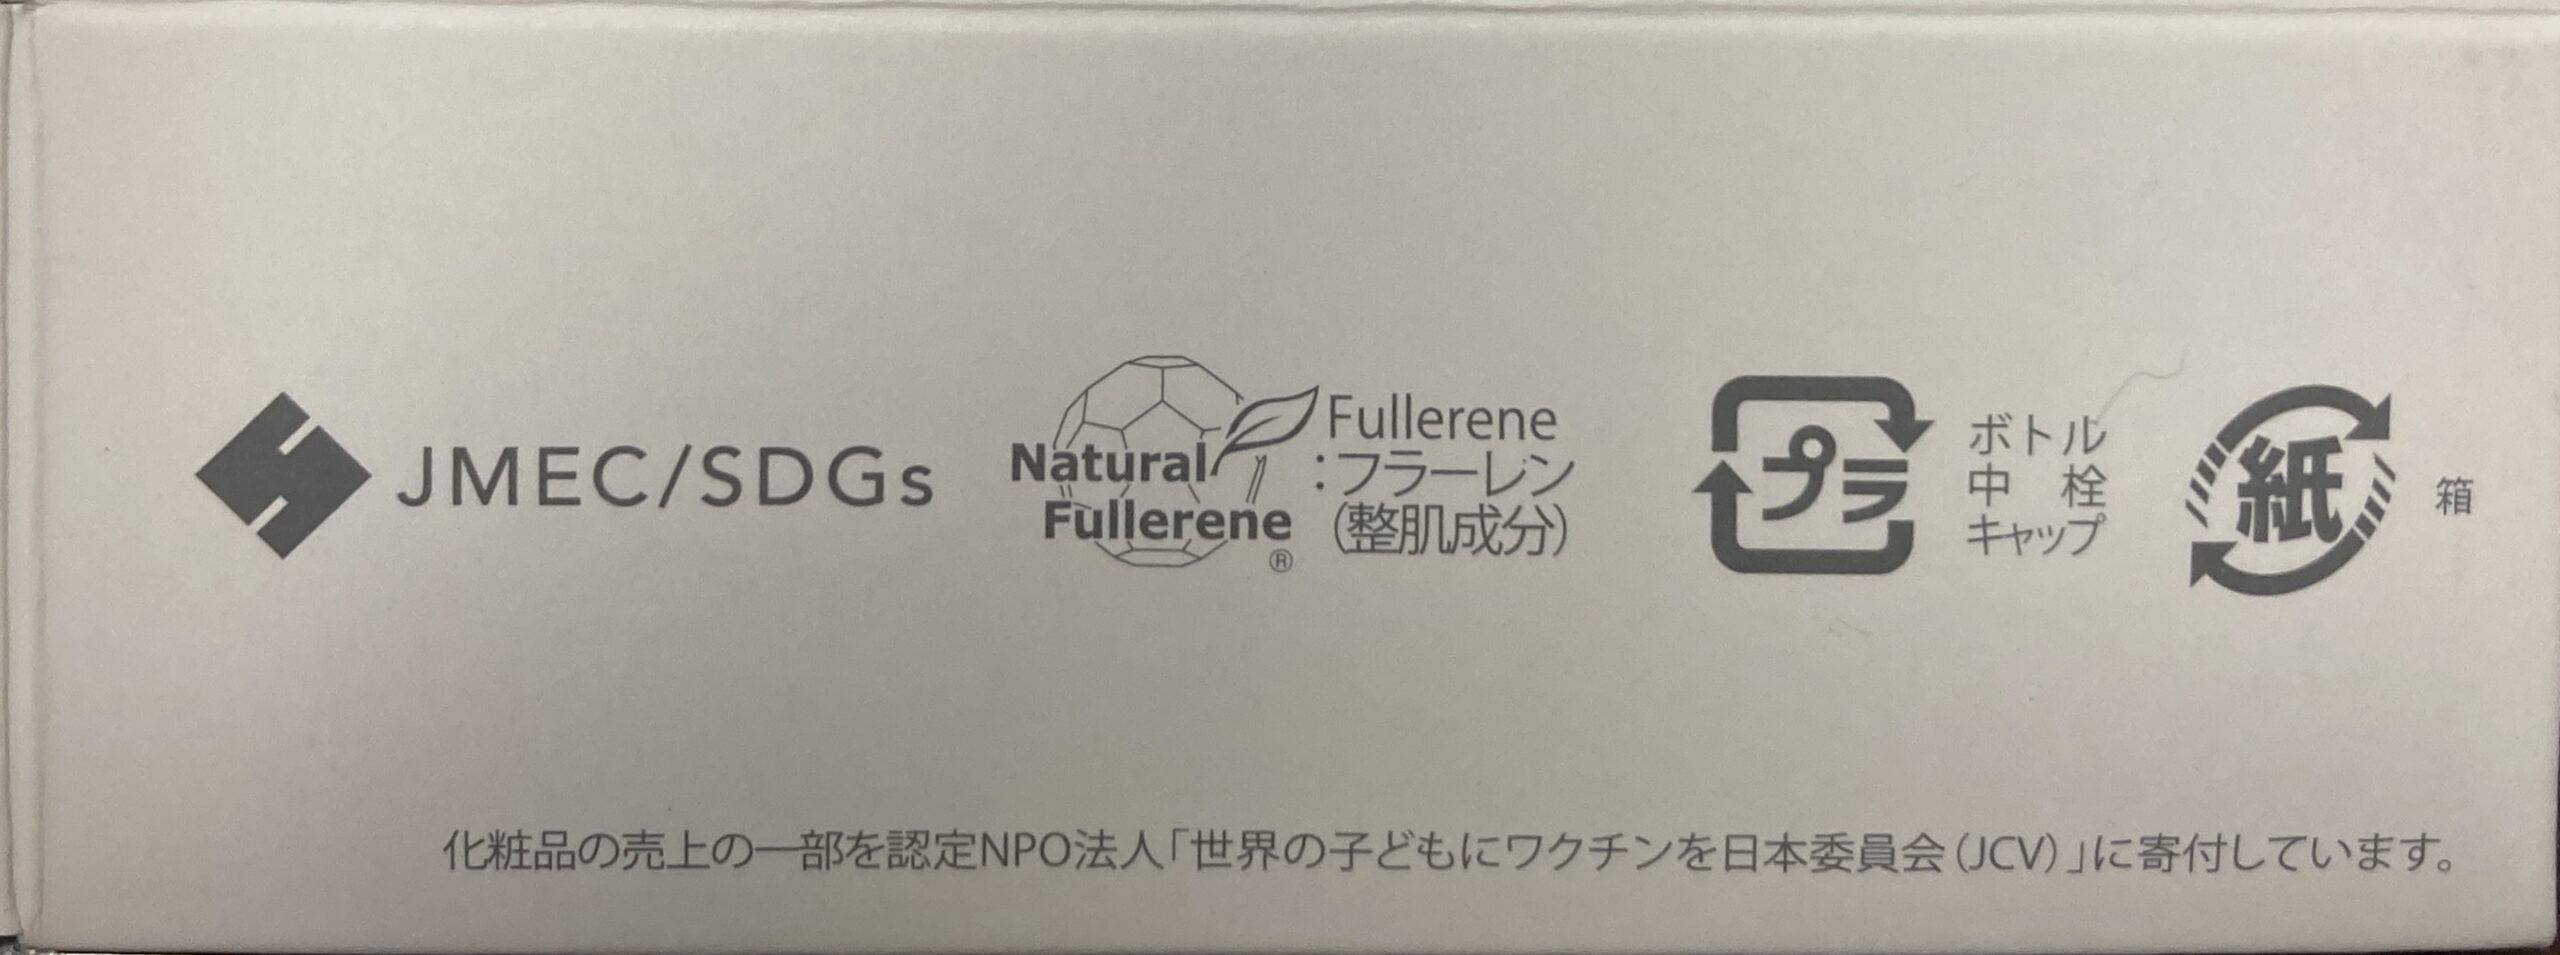 JMEC/SDGs
Natural
Fullerene
®
Fullerene
:フラーレン
(整肌成分)
プラ
ボトル
中 栓
キャップ
紙
箱
化粧品の売上の一部を認定NPO法人「世界の子どもにワクチンを日本委員会(JCV)」に寄付しています。